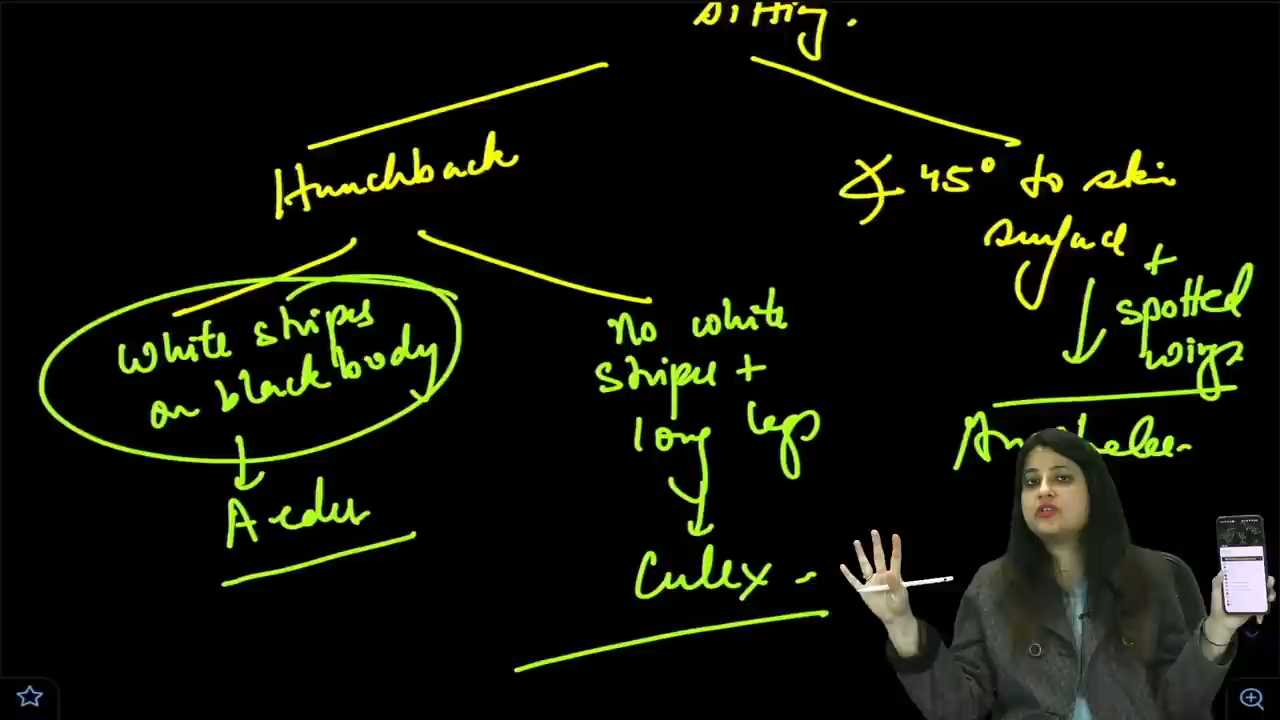 sitting.
Hunchback
∡ 45° to skin
surface
+
spotted
wings
white stripes
on black body
No white
stripes +
long legs
Aedes
Culex -